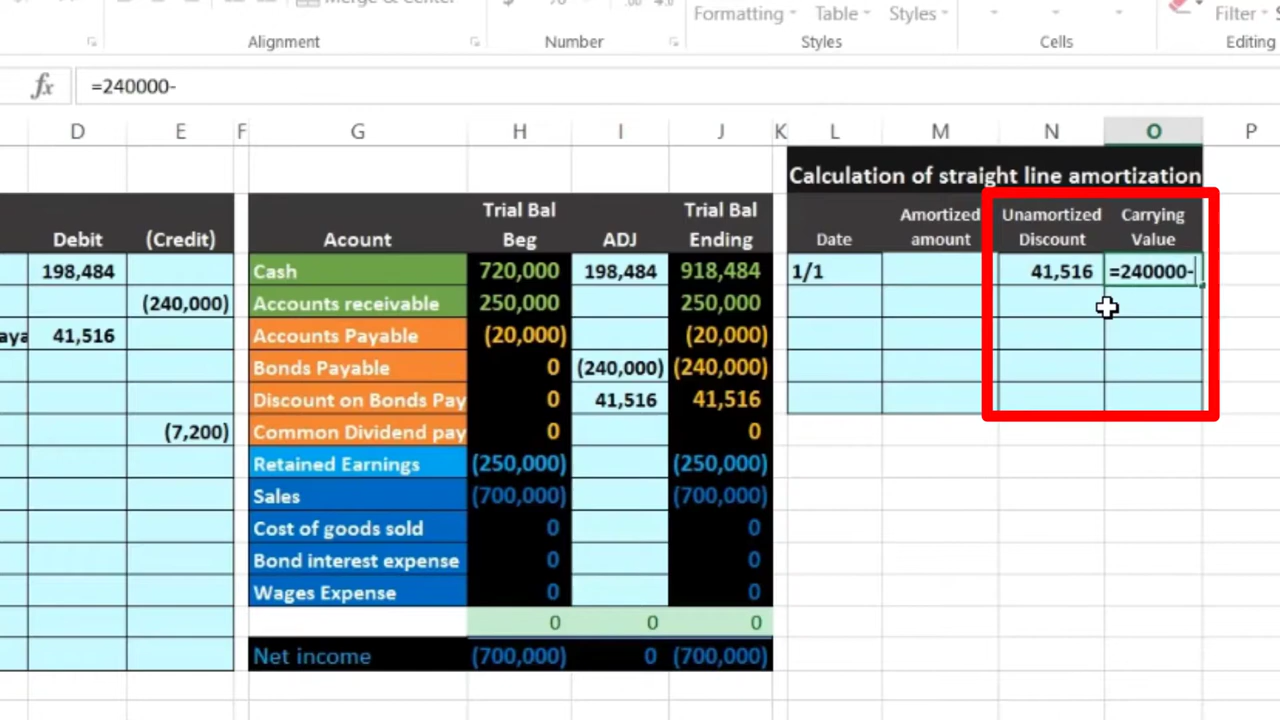 Merge & Center
$ %
Formatting Table Styles
Filter
Alignment Number Styles Cells Editing
fx =240000-
D E F G H I J K L M N O P
Calculation of straight line amortization
Debit (Credit) Acount Trial Bal Beg ADJ Trial Bal Ending Date Amortized amount Unamortized Discount Carrying Value
198,484 Cash 720,000 198,484 918,484 1/1 41,516 =240000-
(240,000) Accounts receivable 250,000 250,000
aya 41,516 Accounts Payable (20,000) (20,000)
Bonds Payable 0 (240,000) (240,000)
Discount on Bonds Pay 0 41,516 41,516
(7,200) Common Dividend pay 0 0
Retained Earnings (250,000) (250,000)
Sales (700,000) (700,000)
Cost of goods sold 0 0
Bond interest expense 0 0
Wages Expense 0 0
0 0 0
Net income (700,000) 0 (700,000)